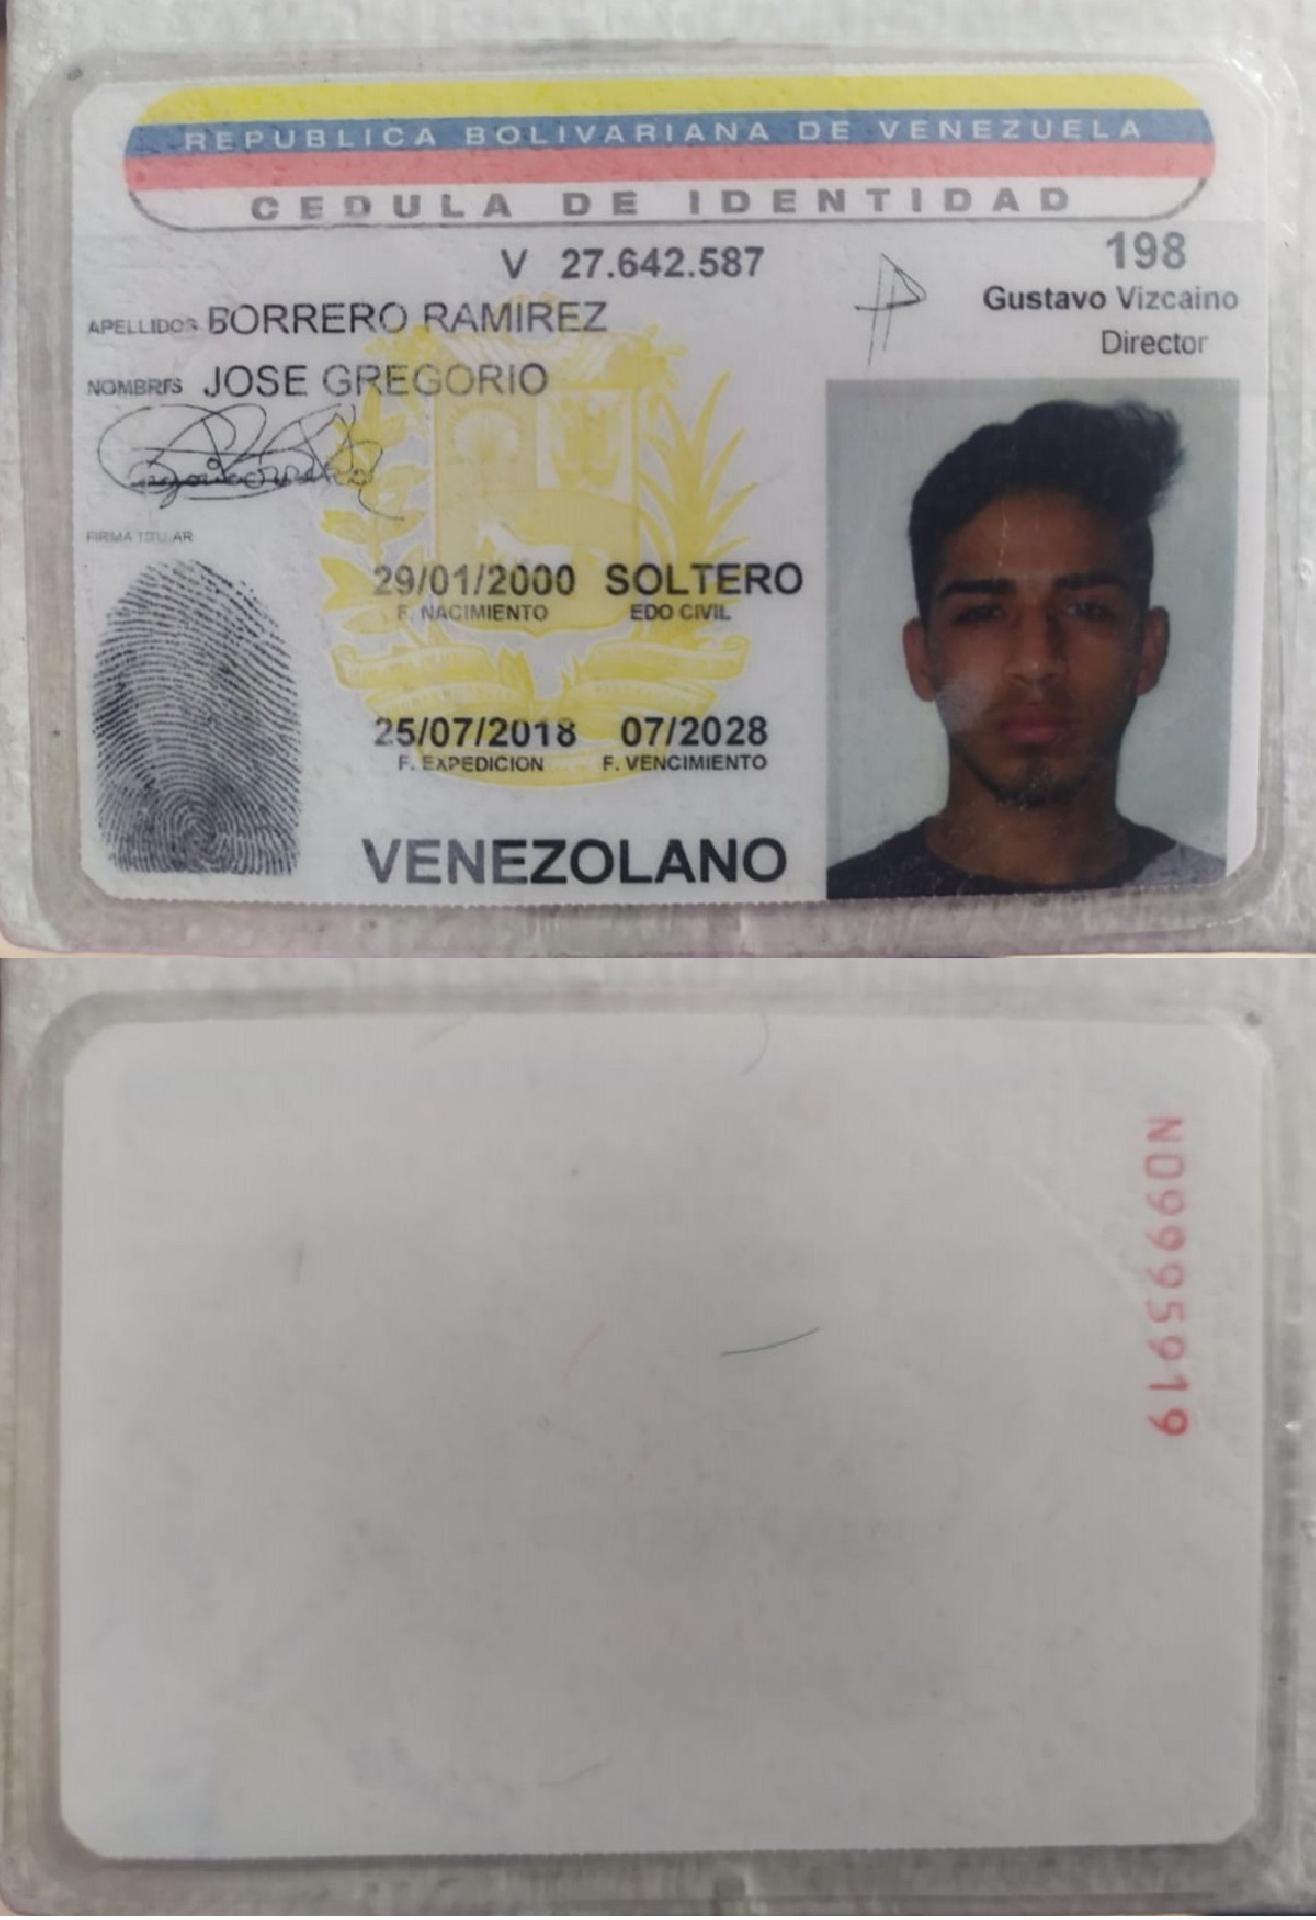 REPUBLICA BOLIVARIANA DE VENEZUELA
CEDULA DE IDENTIDAD
V 27.642.587
198
Gustavo Vizcaino
Director
APELLIDOS BORRERO RAMIREZ
NOMBRES JOSE GREGORIO
FIRMA TITULAR
29/01/2000 SOLTERO
F. NACIMIENTO EDO CIVIL
25/07/2018 07/2028
F. EXPEDICION F. VENCIMIENTO
VENEZOLANO
N09995919